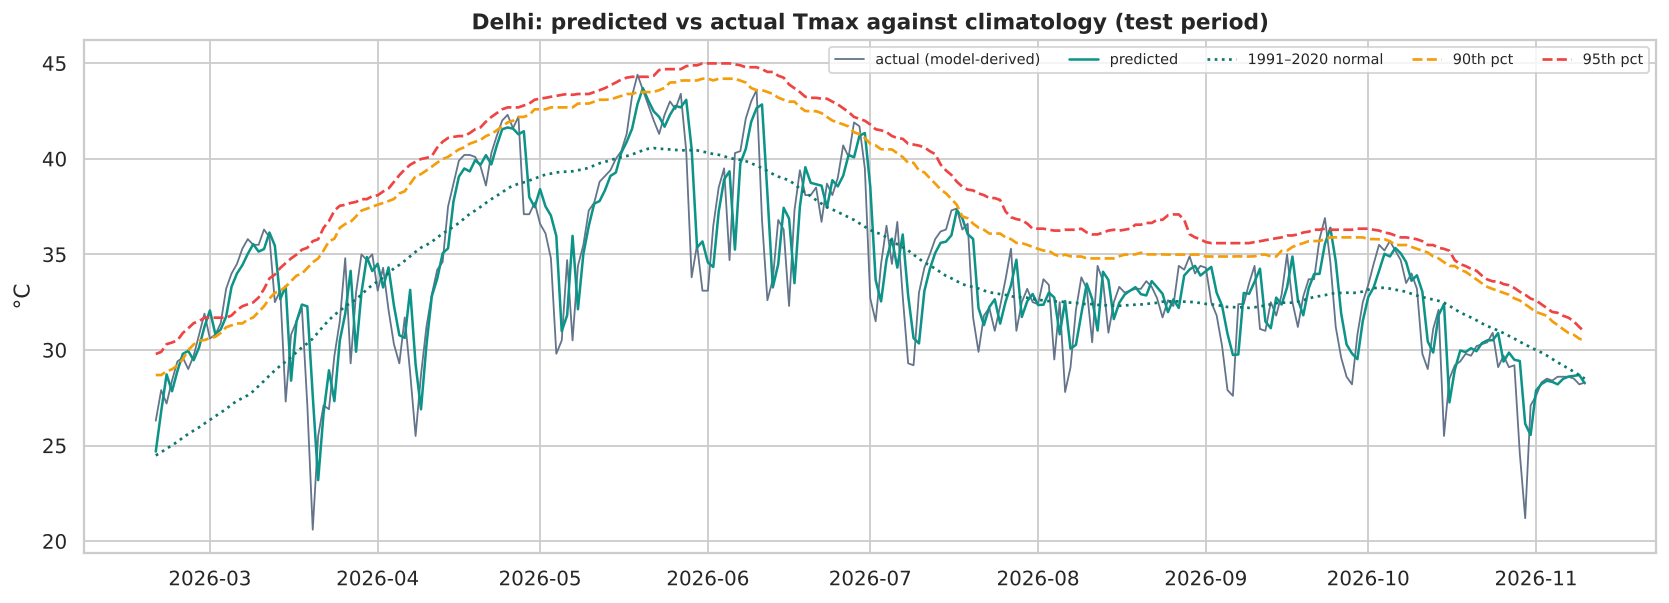 Delhi: predicted vs actual Tmax against climatology (test period)
actual (model-derived) predicted 1991–2020 normal 90th pct 95th pct
45
40
35
30
25
20
°C
2026-03 2026-04 2026-05 2026-06 2026-07 2026-08 2026-09 2026-10 2026-11